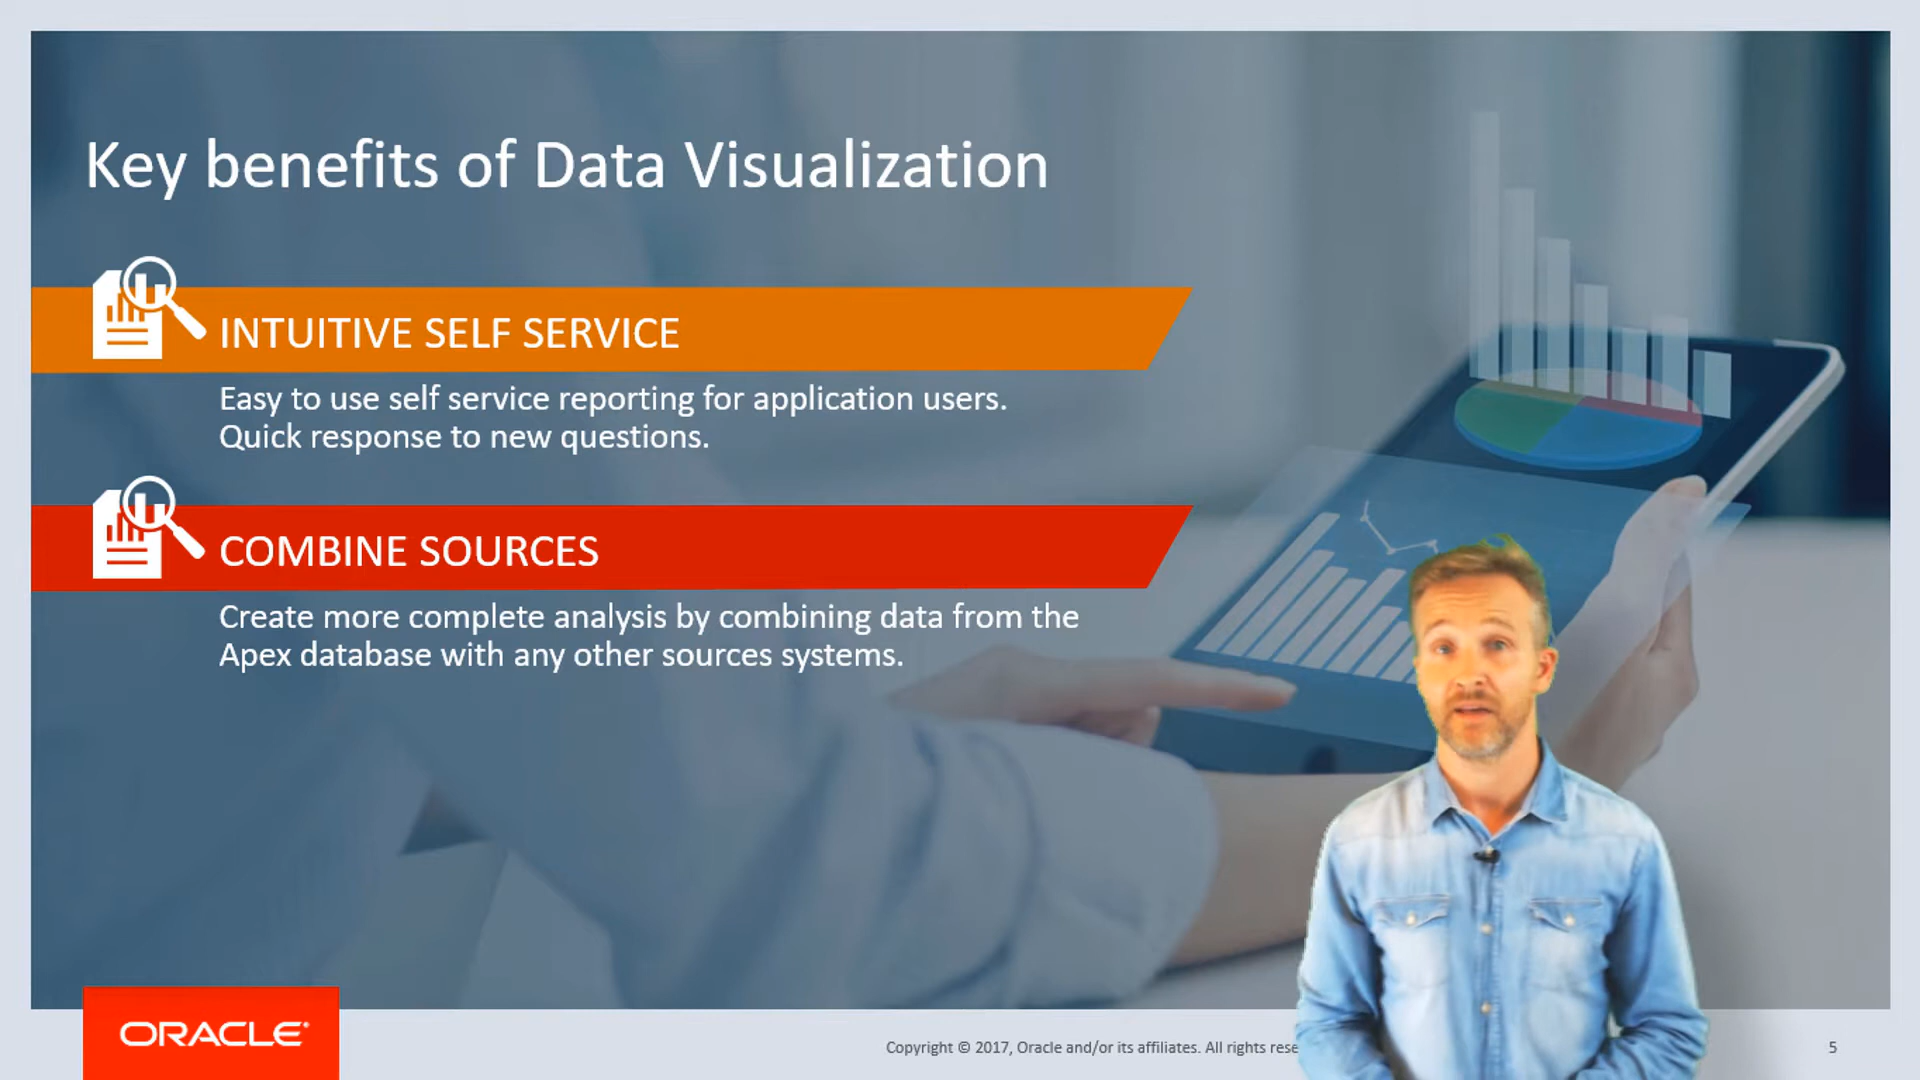 Key benefits of Data Visualization
INTUITIVE SELF SERVICE
Easy to use self service reporting for application users.
Quick response to new questions.
COMBINE SOURCES
Create more complete analysis by combining data from the
Apex database with any other sources systems.
ORACLE
Copyright © 2017, Oracle and/or its affiliates. All rights rese
5